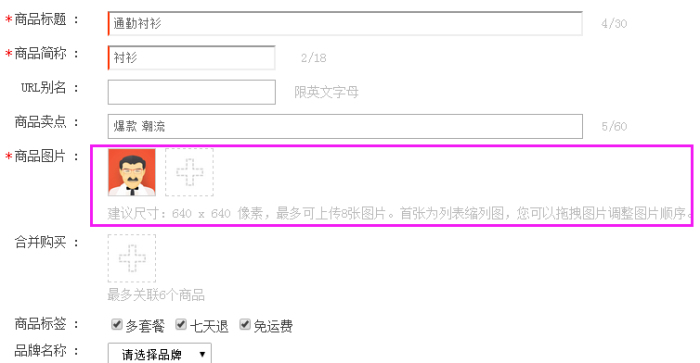 *商品标题： 通勤衬衫 4/30
*商品简称： 衬衫 2/18
URL别名： 限英文字母
商品卖点： 爆款 潮流 5/60
*商品图片：
建议尺寸：640 x 640 像素，最多可上传8张图片。首张为列表缩列图，您可以拖拽图片调整图片顺序。
合并购买：
最多关联6个商品
商品标签： 多套餐 七天退 免运费
品牌名称： 请选择品牌